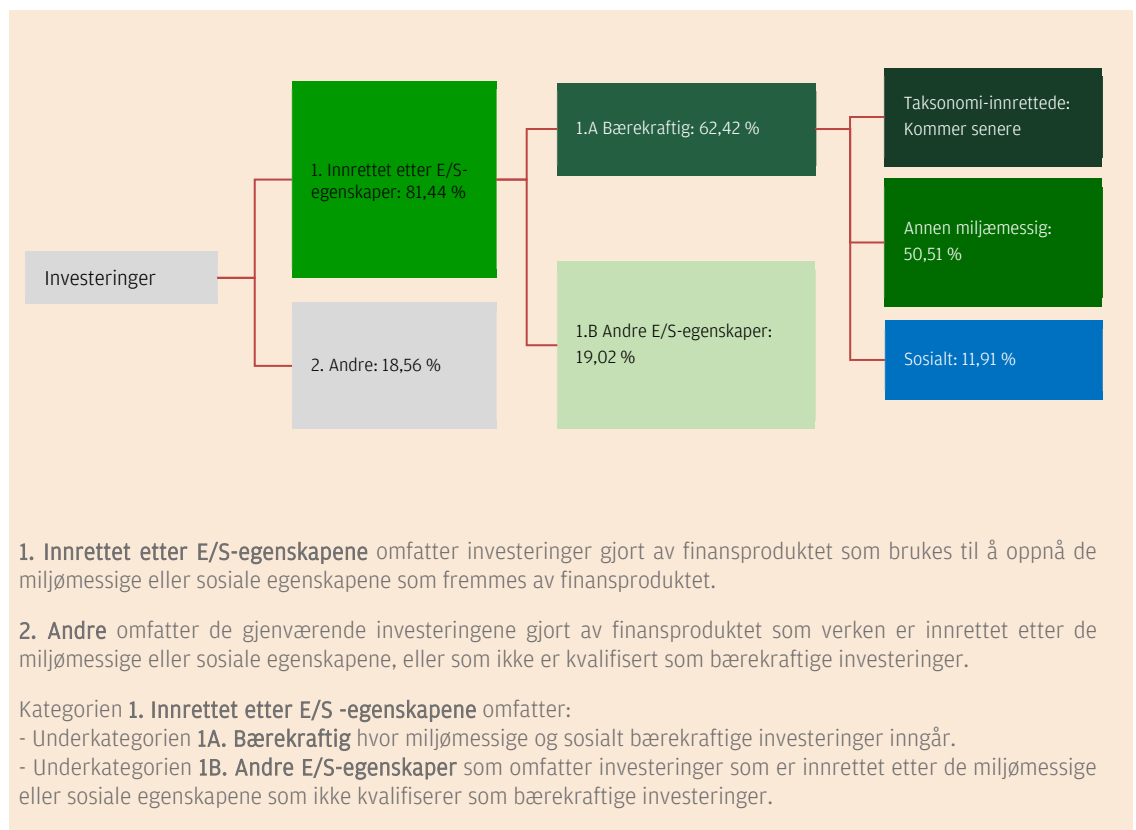 Investeringer
1. Innrettet etter E/S-
egenskaper: 81,44 %
2. Andre: 18,56 %
1.A Bærekraftig: 62,42 %
1.B Andre E/S-egenskaper:
19,02 %
Taksonomi-innrettede:
Kommer senere
Annen miljæmessig:
50,51 %
Sosialt: 11,91 %
1. Innrettet etter E/S-egenskapene omfatter investeringer gjort av finansproduktet som brukes til å oppnå de
miljømessige eller sosiale egenskapene som fremmes av finansproduktet.
2. Andre omfatter de gjenværende investeringene gjort av finansproduktet som verken er innrettet etter de
miljømessige eller sosiale egenskapene, eller som ikke er kvalifisert som bærekraftige investeringer.
Kategorien 1. Innrettet etter E/S -egenskapene omfatter:
- Underkategorien 1A. Bærekraftig hvor miljømessige og sosialt bærekraftige investeringer inngår.
- Underkategorien 1B. Andre E/S-egenskaper som omfatter investeringer som er innrettet etter de miljømessige
eller sosiale egenskapene som ikke kvalifiserer som bærekraftige investeringer.